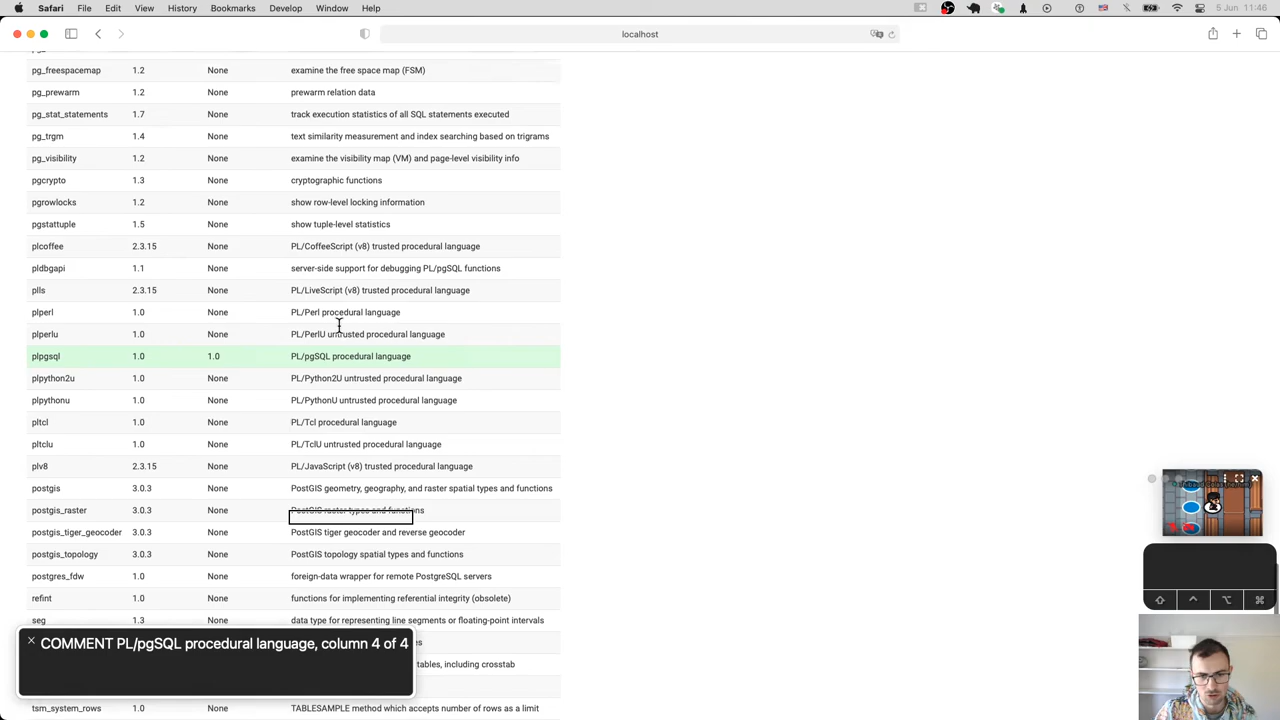 Safari File Edit View History Bookmarks Develop Window Help 5 Jun 11:46
localhost
pg_freespacemap 1.2 None examine the free space map (FSM)
pg_prewarm 1.2 None prewarm relation data
pg_stat_statements 1.7 None track execution statistics of all SQL statements executed
pg_trgm 1.4 None text similarity measurement and index searching based on trigrams
pg_visibility 1.2 None examine the visibility map (VM) and page-level visibility info
pgcrypto 1.3 None cryptographic functions
pgrowlocks 1.2 None show row-level locking information
pgstattuple 1.5 None show tuple-level statistics
plcoffee 2.3.15 None PL/CoffeeScript (v8) trusted procedural language
pldbgapi 1.1 None server-side support for debugging PL/pgSQL functions
plls 2.3.15 None PL/LiveScript (v8) trusted procedural language
plperl 1.0 None PL/Perl procedural language
plperlu 1.0 None PL/PerlU untrusted procedural language
plpgsql 1.0 1.0 PL/pgSQL procedural language
plpython2u 1.0 None PL/Python2U untrusted procedural language
plpythonu 1.0 None PL/PythonU untrusted procedural language
pltcl 1.0 None PL/Tcl procedural language
pltclu 1.0 None PL/TclU untrusted procedural language
plv8 2.3.15 None PL/JavaScript (v8) trusted procedural language
postgis 3.0.3 None PostGIS geometry, geography, and raster spatial types and functions
postgis_raster 3.0.3 None PostGIS raster types and functions
postgis_tiger_geocoder 3.0.3 None PostGIS tiger geocoder and reverse geocoder
postgis_topology 3.0.3 None PostGIS topology spatial types and functions
postgres_fdw 1.0 None foreign-data wrapper for remote PostgreSQL servers
refint 1.0 None functions for implementing referential integrity (obsolete)
seg 1.3 None data type for representing line segments or floating-point intervals
COMMENT PL/pgSQL procedural language, column 4 of 4
tables, including crosstab
tsm_system_rows 1.0 None TABLESAMPLE method which accepts number of rows as a limit